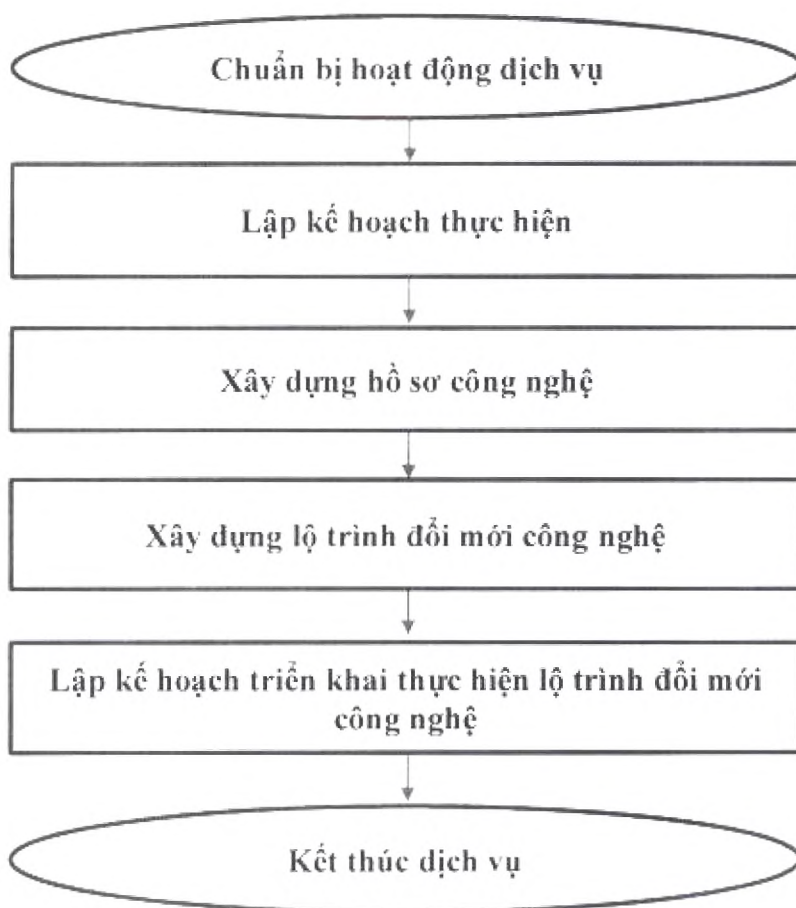 Chuẩn bị hoạt động dịch vụ
Lập kế hoạch thực hiện
Xây dựng hồ sơ công nghệ
Xây dựng lộ trình đổi mới công nghệ
Lập kế hoạch triển khai thực hiện lộ trình đổi mới
công nghệ
Kết thúc dịch vụ